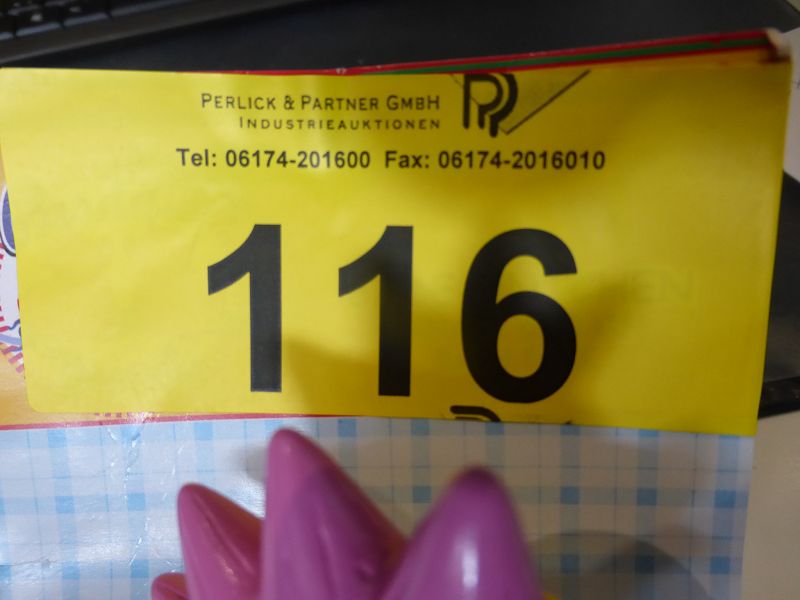 PERLICK & PARTNER GMBH
INDUSTRIEAUKTIONEN
Tel: 06174-201600 Fax: 06174-2016010
116